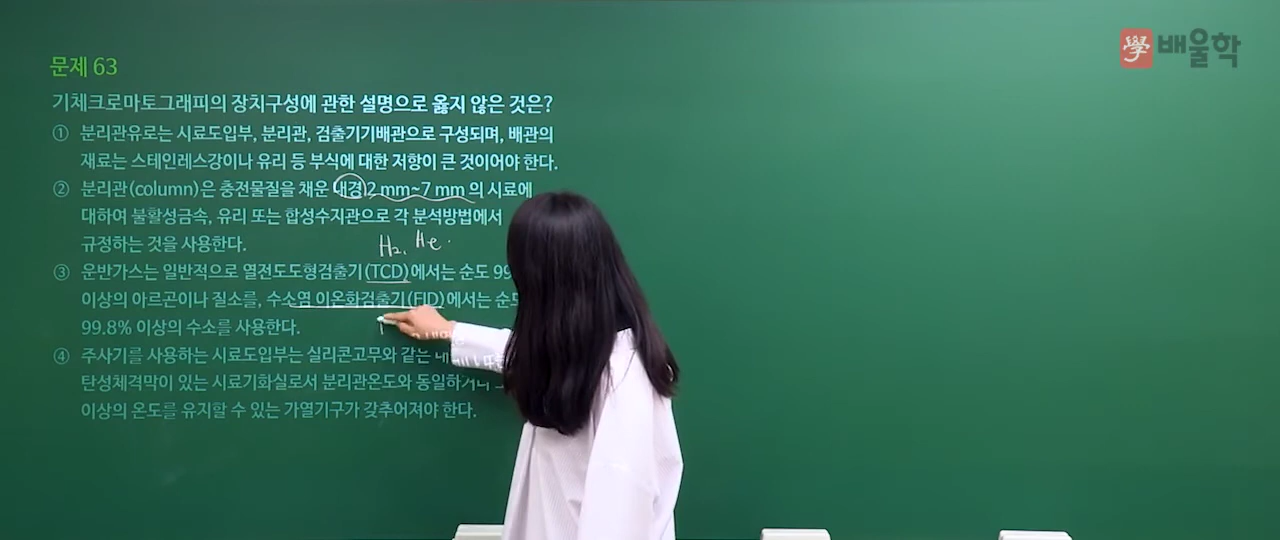 學 배울학
문제 63
기체크로마토그래피의 장치구성에 관한 설명으로 옳지 않은 것은?
① 분리관유로는 시료도입부, 분리관, 검출기기배관으로 구성되며, 배관의
재료는 스테인레스강이나 유리 등 부식에 대한 저항이 큰 것이어야 한다.
② 분리관(column)은 충전물질을 채운 내경 2 mm~7 mm의 시료에
대하여 불활성금속, 유리 또는 합성수지관으로 각 분석방법에서
규정하는 것을 사용한다.
H₂, He.
③ 운반가스는 일반적으로 열전도도형검출기(TCD)에서는 순도
이상의 아르곤이나 질소를, 수소염 이온화검출기(FID)에서는
99.8% 이상의 수소를 사용한다.
④ 주사기를 사용하는 시료도입부는 실리콘고무와 같은
탄성체격막이 있는 시료기화실로서 분리관온도와
이상의 온도를 유지할 수 있는 가열기구가 갖추어져야 한다.